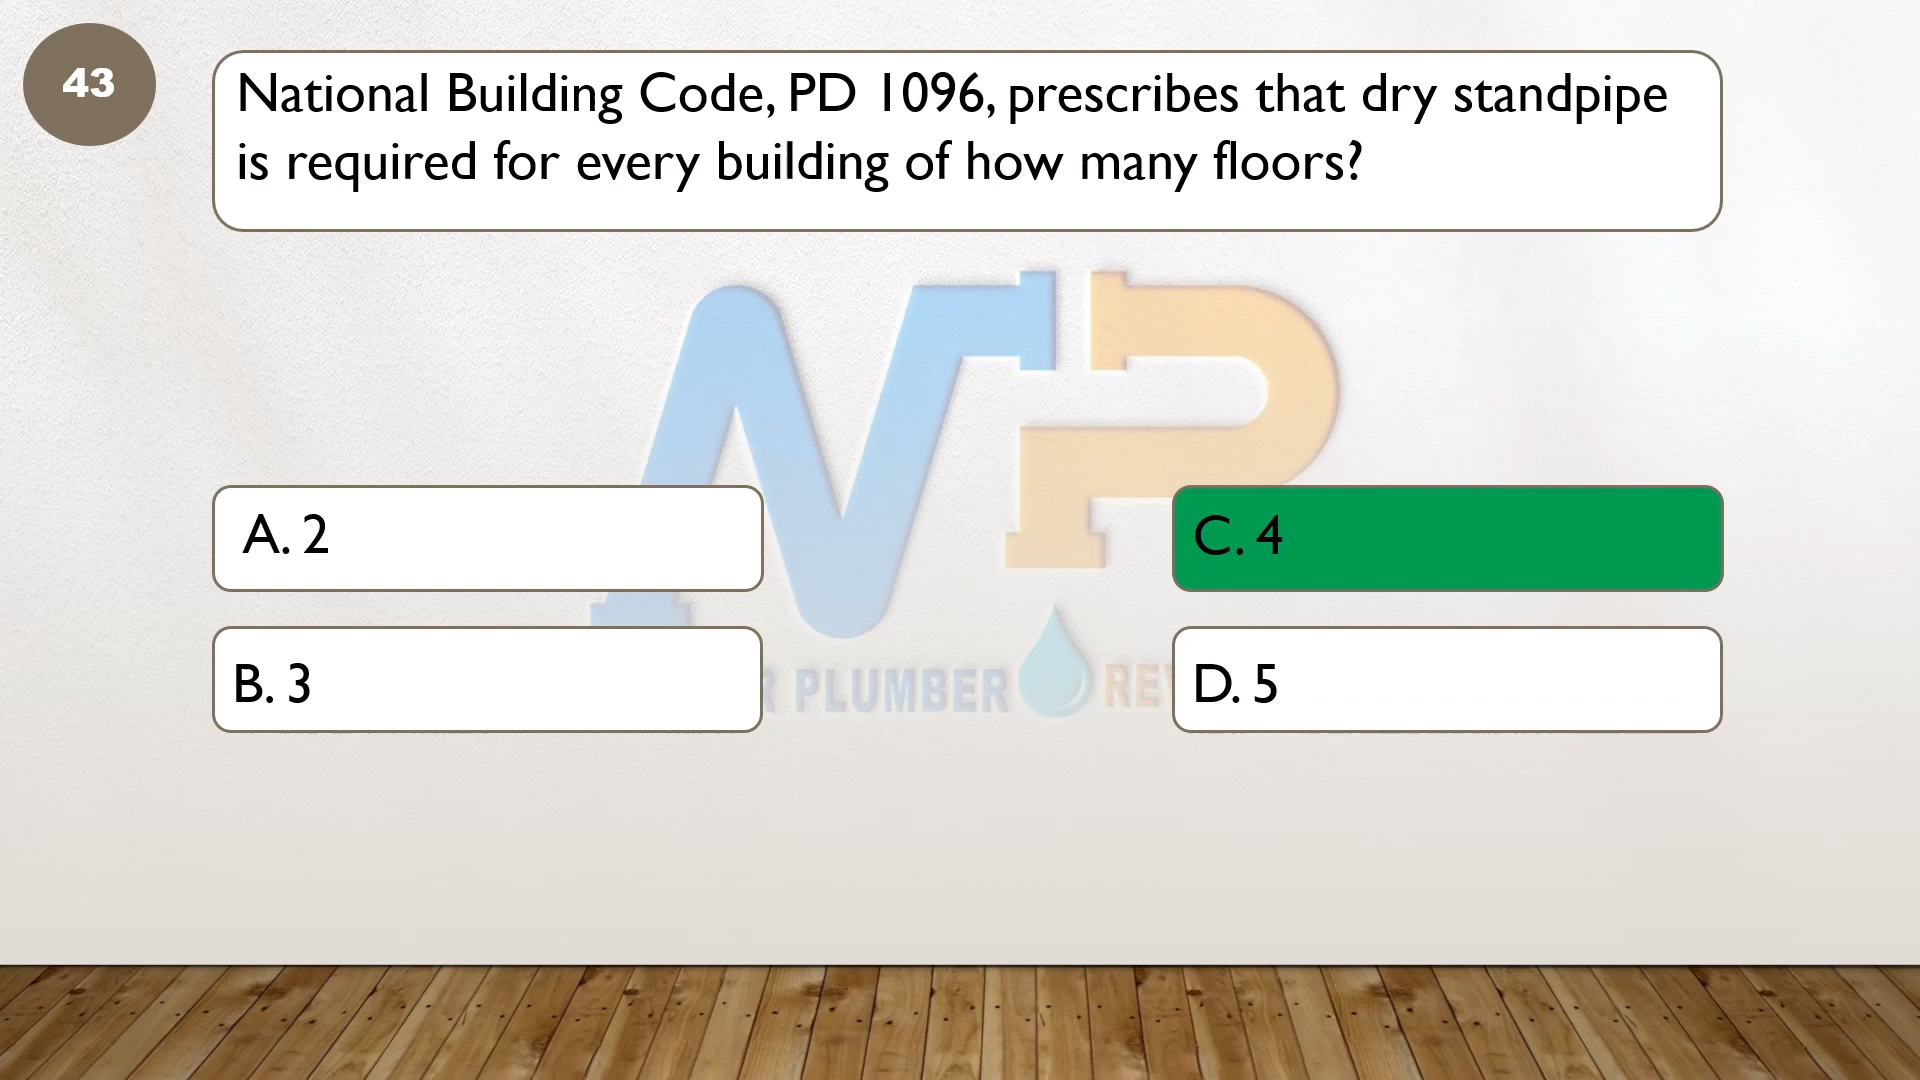 43
National Building Code, PD 1096, prescribes that dry standpipe
is required for every building of how many floors?
A. 2
C. 4
B. 3
D. 5
PLUMBER